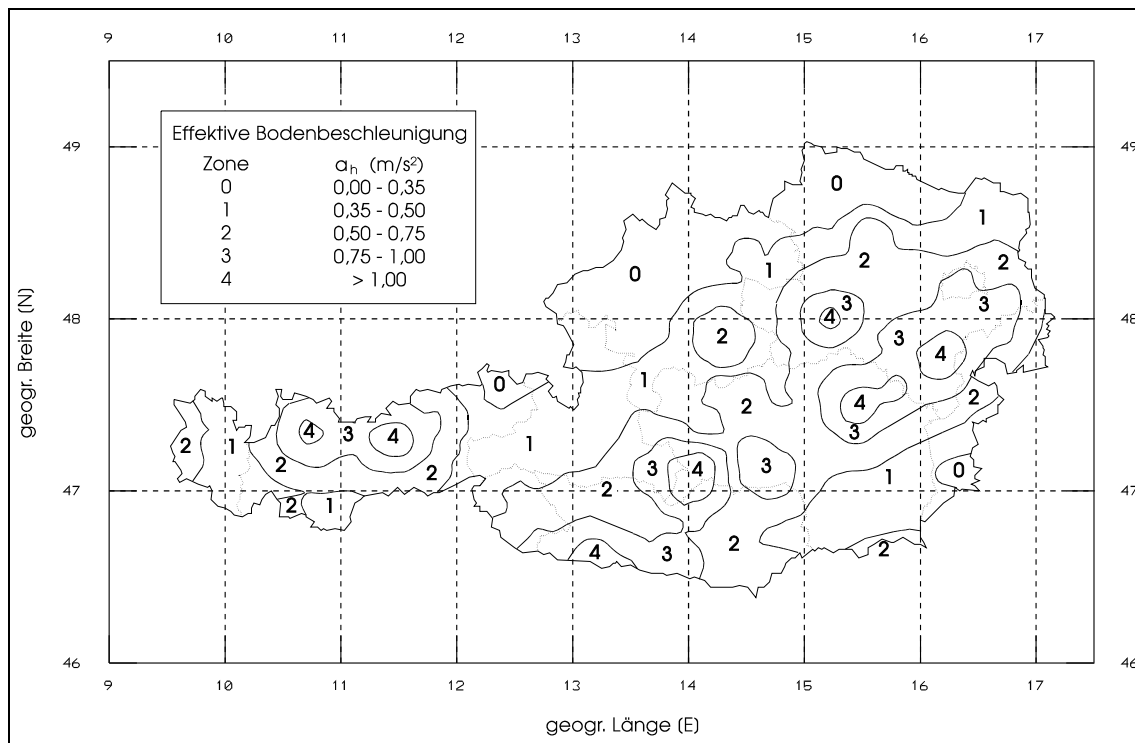 9 10 11 12 13 14 15 16 17
Effektive Bodenbeschleunigung
Zone a_h (m/s²)
0 0,00 - 0,35
1 0,35 - 0,50
2 0,50 - 0,75
3 0,75 - 1,00
4 > 1,00
49 49
0
1
0 1 2 2
3 3
48 4 48
2 3
4
1
0
2 2
4
4 3 4 3
2 1 1
2 2 3 4 3 1 0
47 2 47
2 1
2 2
4 3
46 46
9 10 11 12 13 14 15 16 17
geogr. Breite (N)
geogr. Länge (E)